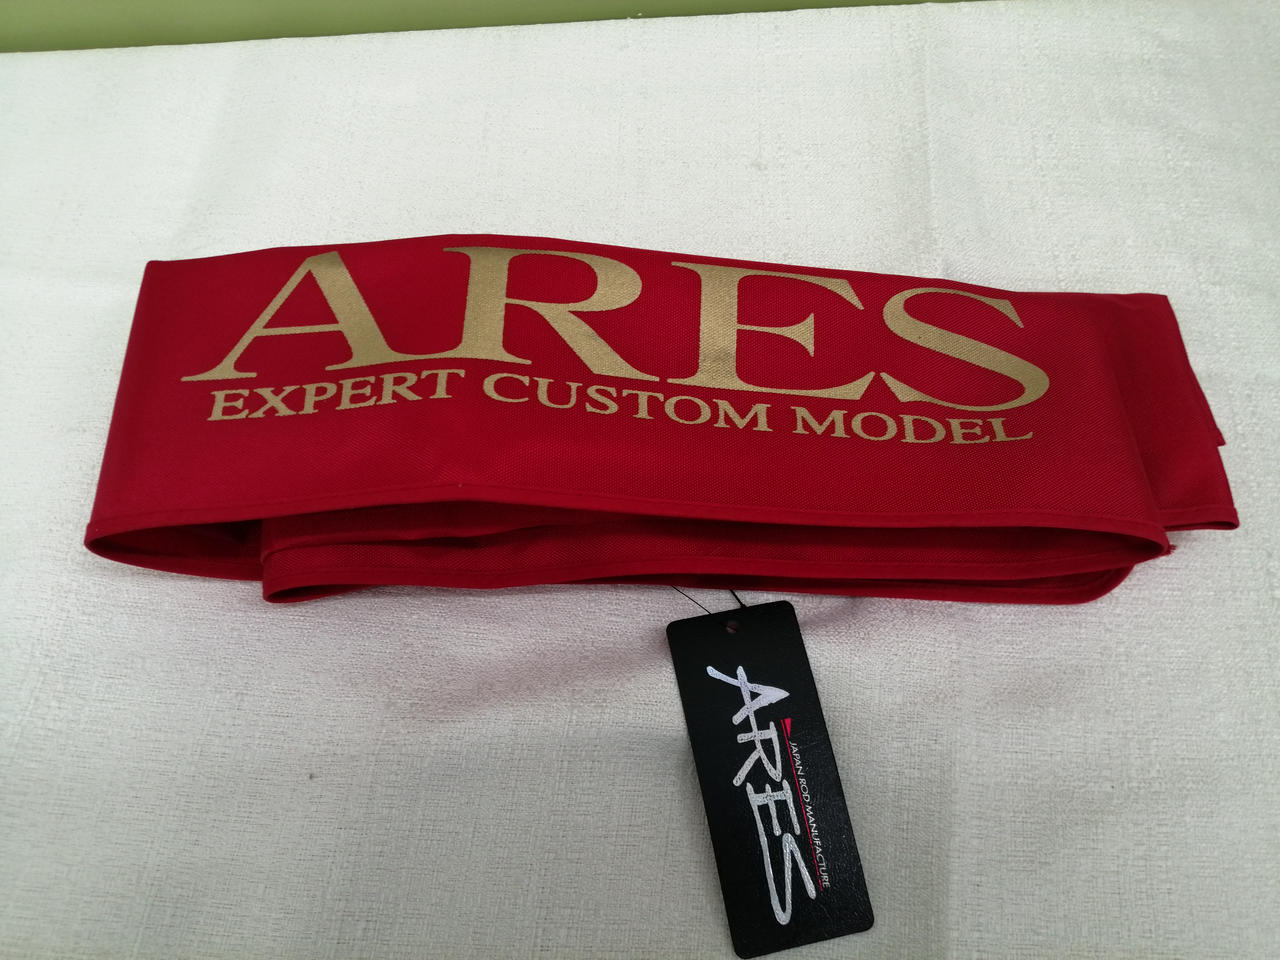 ARES
EXPERT CUSTOM MODEL
ARES
JAPAN ROD MANUFACTURE